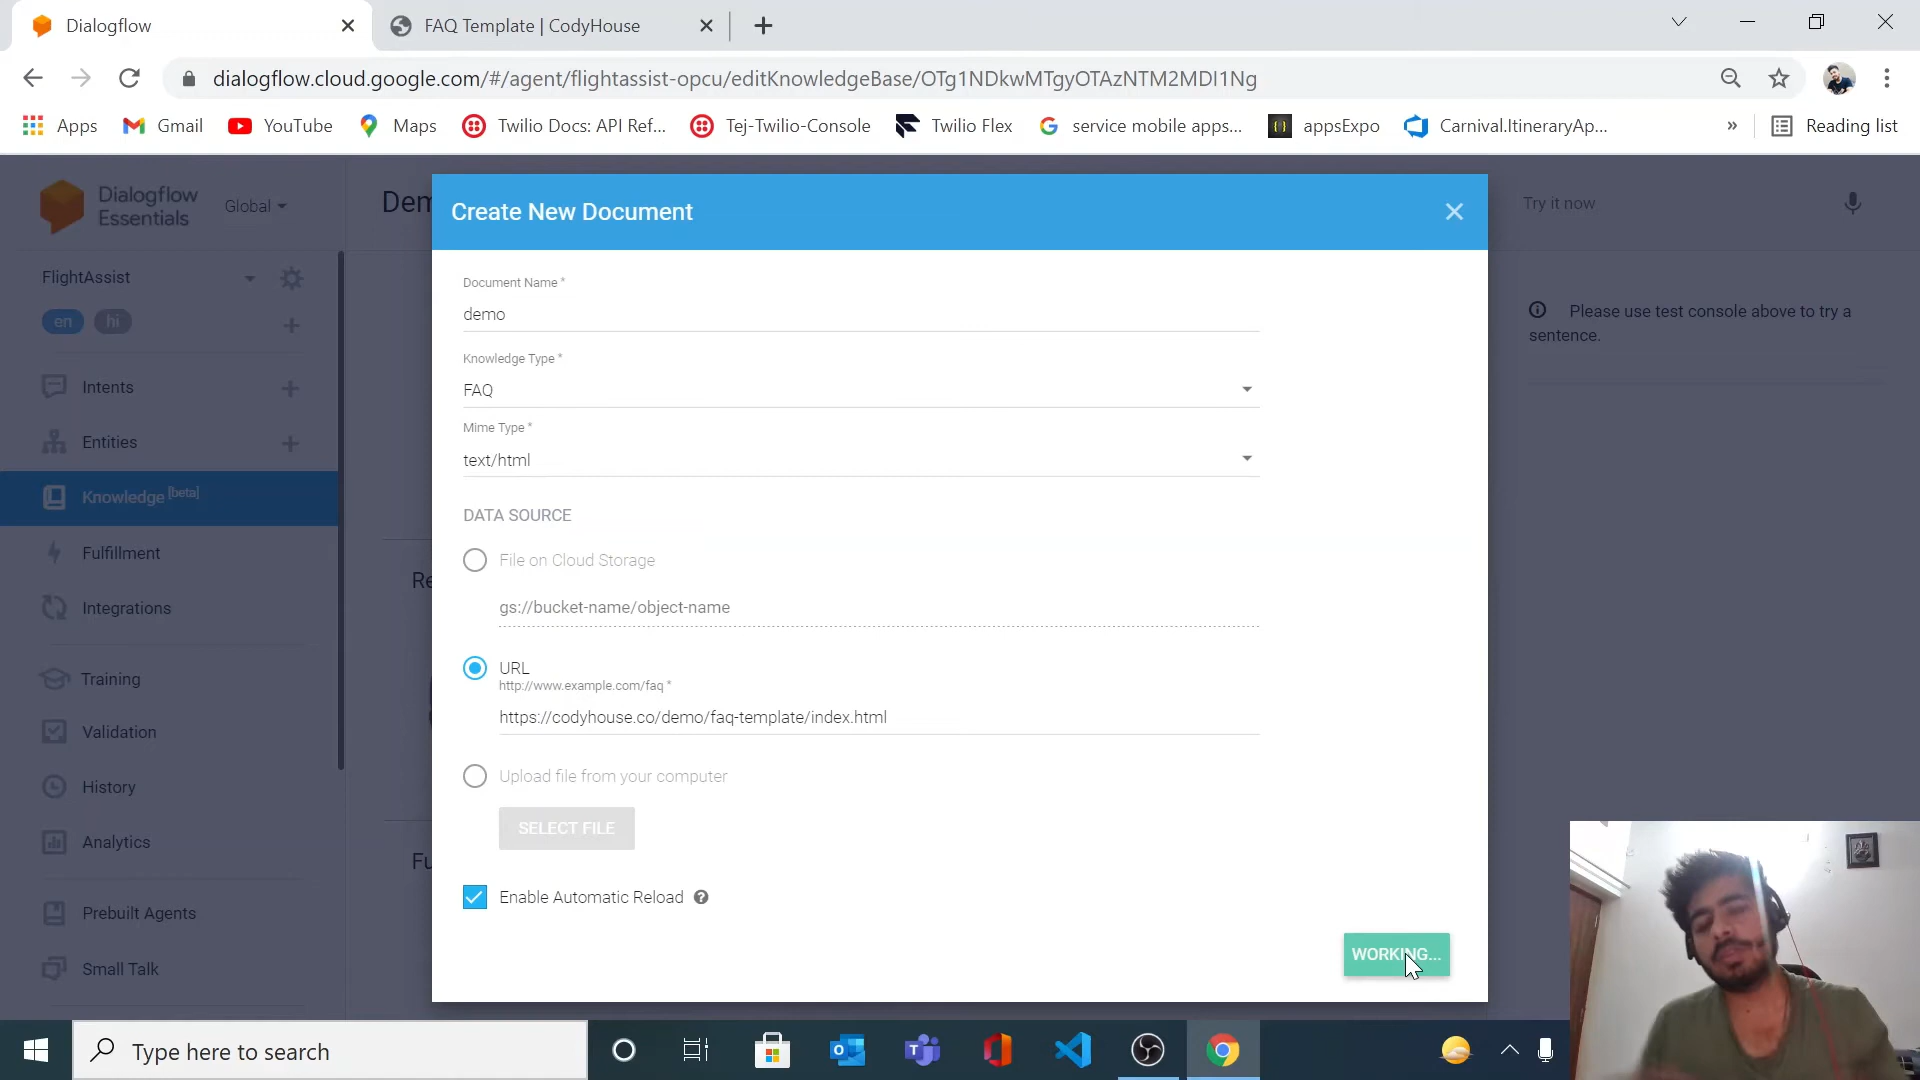 Dialogflow
FAQ Template | CodyHouse
dialogflow.cloud.google.com/#/agent/flightassist-opcu/editKnowledgeBase/OTg1NDkwMTgyOTAzNTM2MDI1Ng
Apps
Gmail
YouTube
Maps
Twilio Docs: API Ref...
Tej-Twilio-Console
Twilio Flex
service mobile apps...
appsExpo
Carnival.ItineraryAp...
»
Reading list
Dialogflow
Essentials
Global
Dem
Create New Document
Try it now
FlightAssist
en
hi
Intents
Entities
Knowledge [beta]
Fulfillment
Integrations
Training
Validation
History
Analytics
Prebuilt Agents
Small Talk
Re
Fu
Document Name *
demo
Knowledge Type *
FAQ
Mime Type *
text/html
DATA SOURCE
File on Cloud Storage
gs://bucket-name/object-name
URL
http://www.example.com/faq *
https://codyhouse.co/demo/faq-template/index.html
Upload file from your computer
SELECT FILE
Enable Automatic Reload
WORKING...
Please use test console above to try a
sentence.
Type here to search